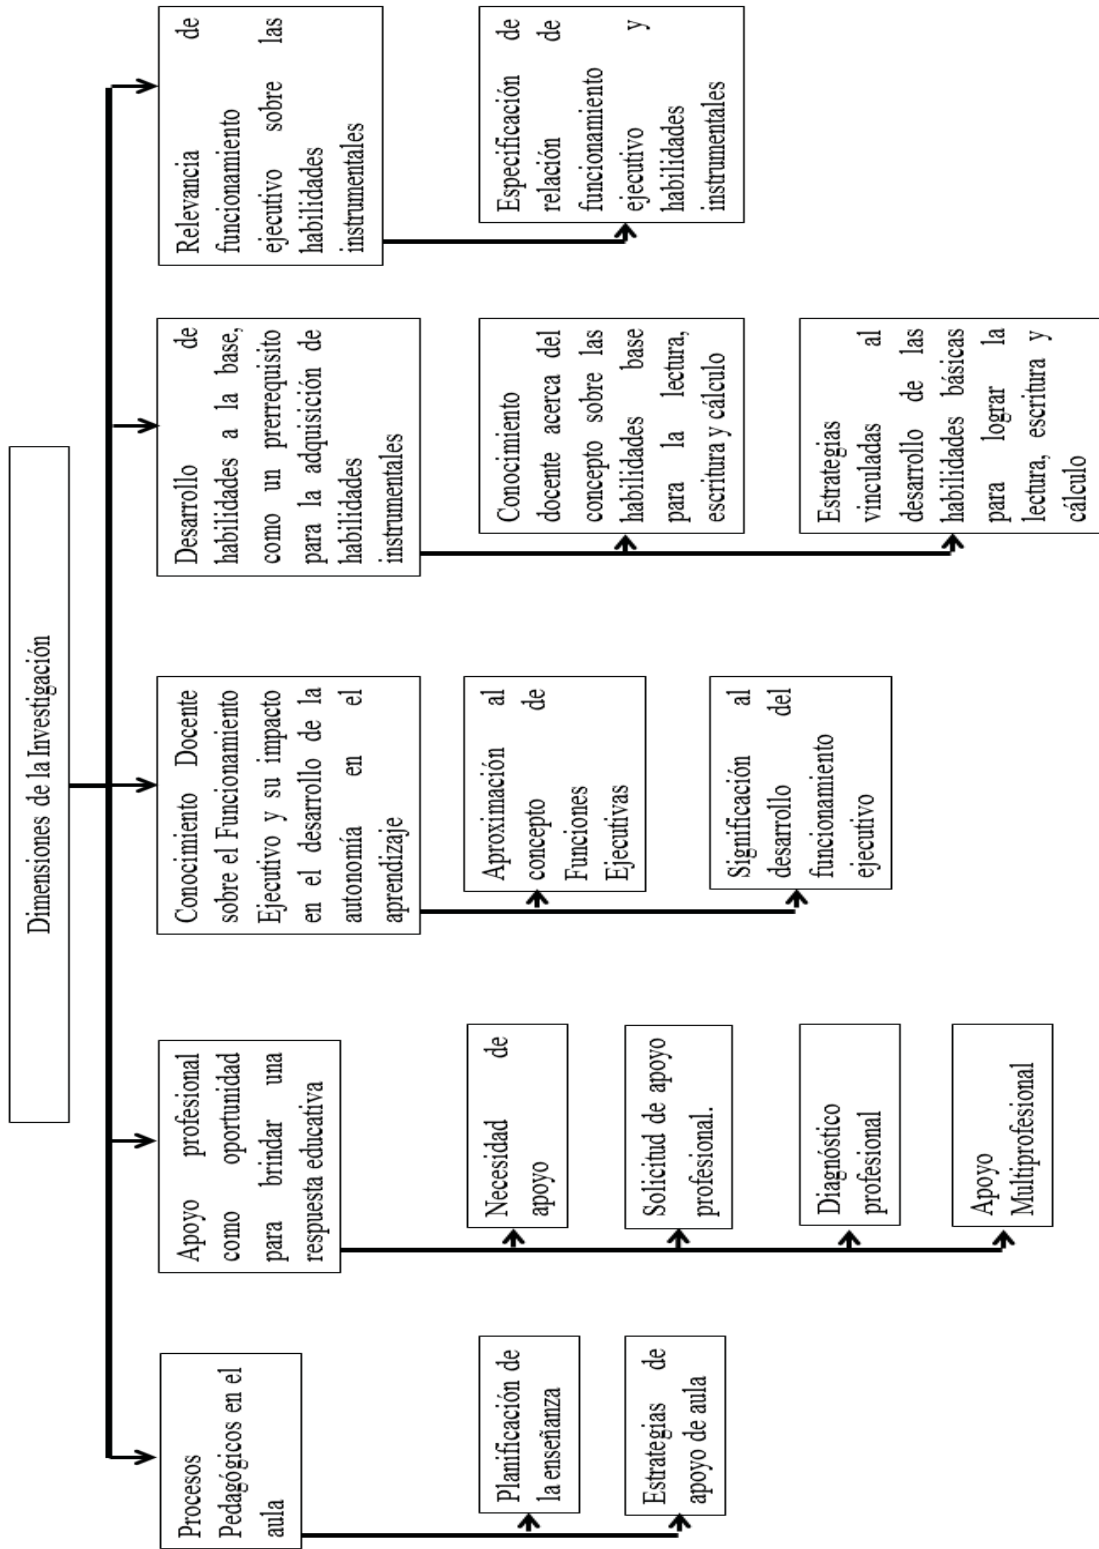 Dimensiones de la Investigación
Procesos
Pedagógicos en el
aula
Planificación de
la enseñanza
Estrategias de
apoyo de aula
Apoyo profesional
como oportunidad
para brindar una
respuesta educativa
Necesidad de
apoyo
Solicitud de apoyo
profesional.
Diagnóstico
profesional
Apoyo
Multiprofesional
Conocimiento Docente
sobre el Funcionamiento
Ejecutivo y su impacto
en el desarrollo de la
autonomía en el
aprendizaje
Aproximación al
concepto de
Funciones
Ejecutivas
Significación al
desarrollo del
funcionamiento
ejecutivo
Desarrollo de
habilidades a la base,
como un prerrequisito
para la adquisición de
habilidades
instrumentales
Conocimiento
docente acerca del
concepto sobre las
habilidades base
para la lectura,
escritura y cálculo
Estrategias
vinculadas al
desarrollo de las
habilidades básicas
para lograr la
lectura, escritura y
cálculo
Relevancia de
funcionamiento
ejecutivo sobre las
habilidades
instrumentales
Especificación de
relación de
funcionamiento
ejecutivo y
habilidades
instrumentales